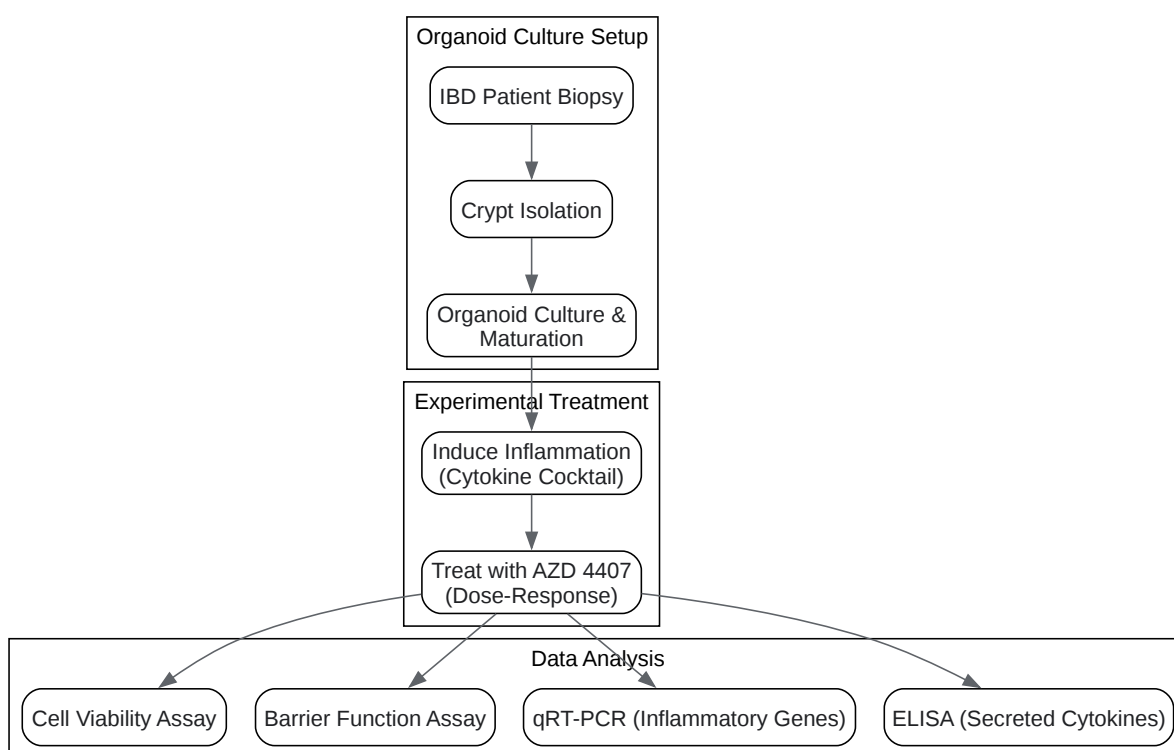 Organoid Culture Setup
IBD Patient Biopsy
Crypt Isolation
Organoid Culture &
Maturation
Experimental Treatment
Induce Inflammation
(Cytokine Cocktail)
Treat with AZD 4407
(Dose-Response)
Data Analysis
Cell Viability Assay
Barrier Function Assay
qRT-PCR (Inflammatory Genes)
ELISA (Secreted Cytokines)